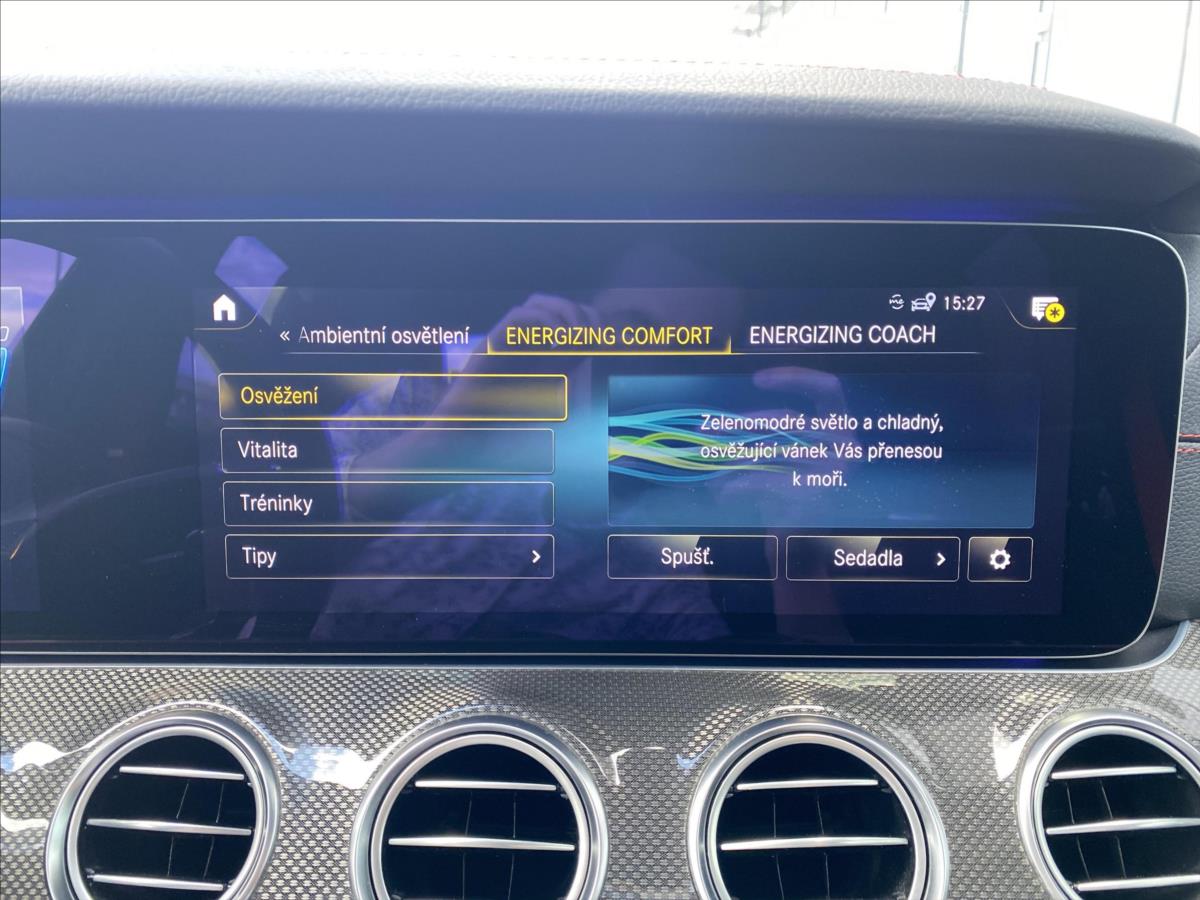 15:27
« Ambientní osvětlení ENERGIZING COMFORT ENERGIZING COACH
Osvěžení
Vitalita
Tréninky
Tipy
Zelenomodré světlo a chladný,
osvěžující vánek Vás přenesou
k moři.
Spusť.
Sedadla